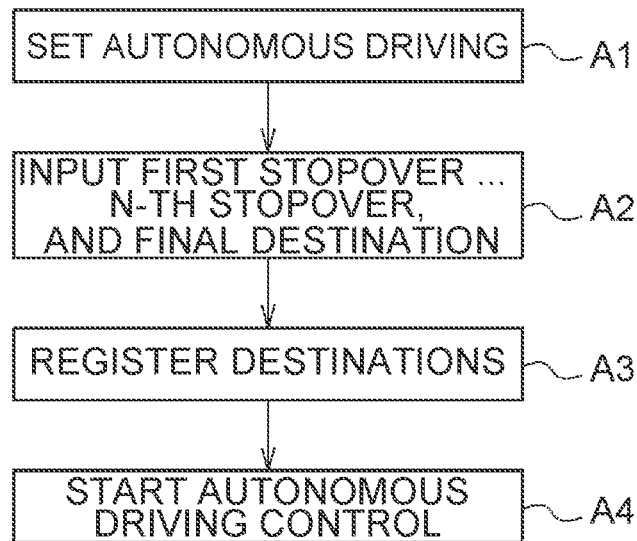 SET AUTONOMOUS DRIVING
A1
INPUT FIRST STOPOVER ...
N-TH STOPOVER,
AND FINAL DESTINATION
A2
REGISTER DESTINATIONS
A3
START AUTONOMOUS
DRIVING CONTROL
A4